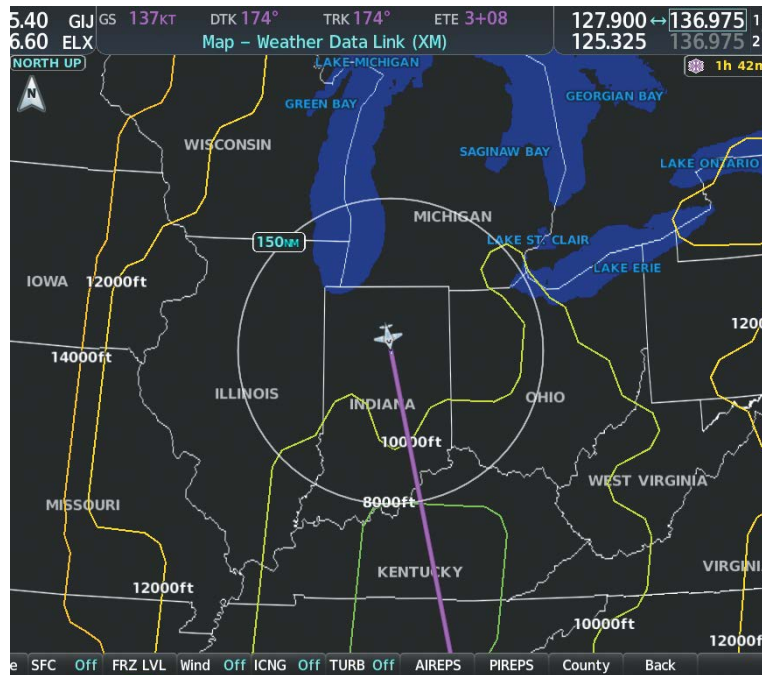 5.40 GIJ GS 137KT DTK 174° TRK 174° ETE 3+08 127.900 ↔ 136.975 1
6.60 ELX Map – Weather Data Link (XM) 125.325 136.975 2
NORTH UP
LAKE MICHIGAN
1h 42m
N
GREEN BAY
GEORGIAN BAY
WISCONSIN
SAGINAW BAY
LAKE ONTARIO
MICHIGAN
150NM
LAKE ST. CLAIR
LAKE ERIE
IOWA
12000ft
1200
14000ft
ILLINOIS
INDIANA
OHIO
10000ft
WEST VIRGINIA
8000ft
MISSOURI
KENTUCKY
VIRGINI
12000ft
10000ft
12000f
e SFC Off FRZ LVL Wind Off ICNG Off TURB Off AIREPS PIREPS County Back